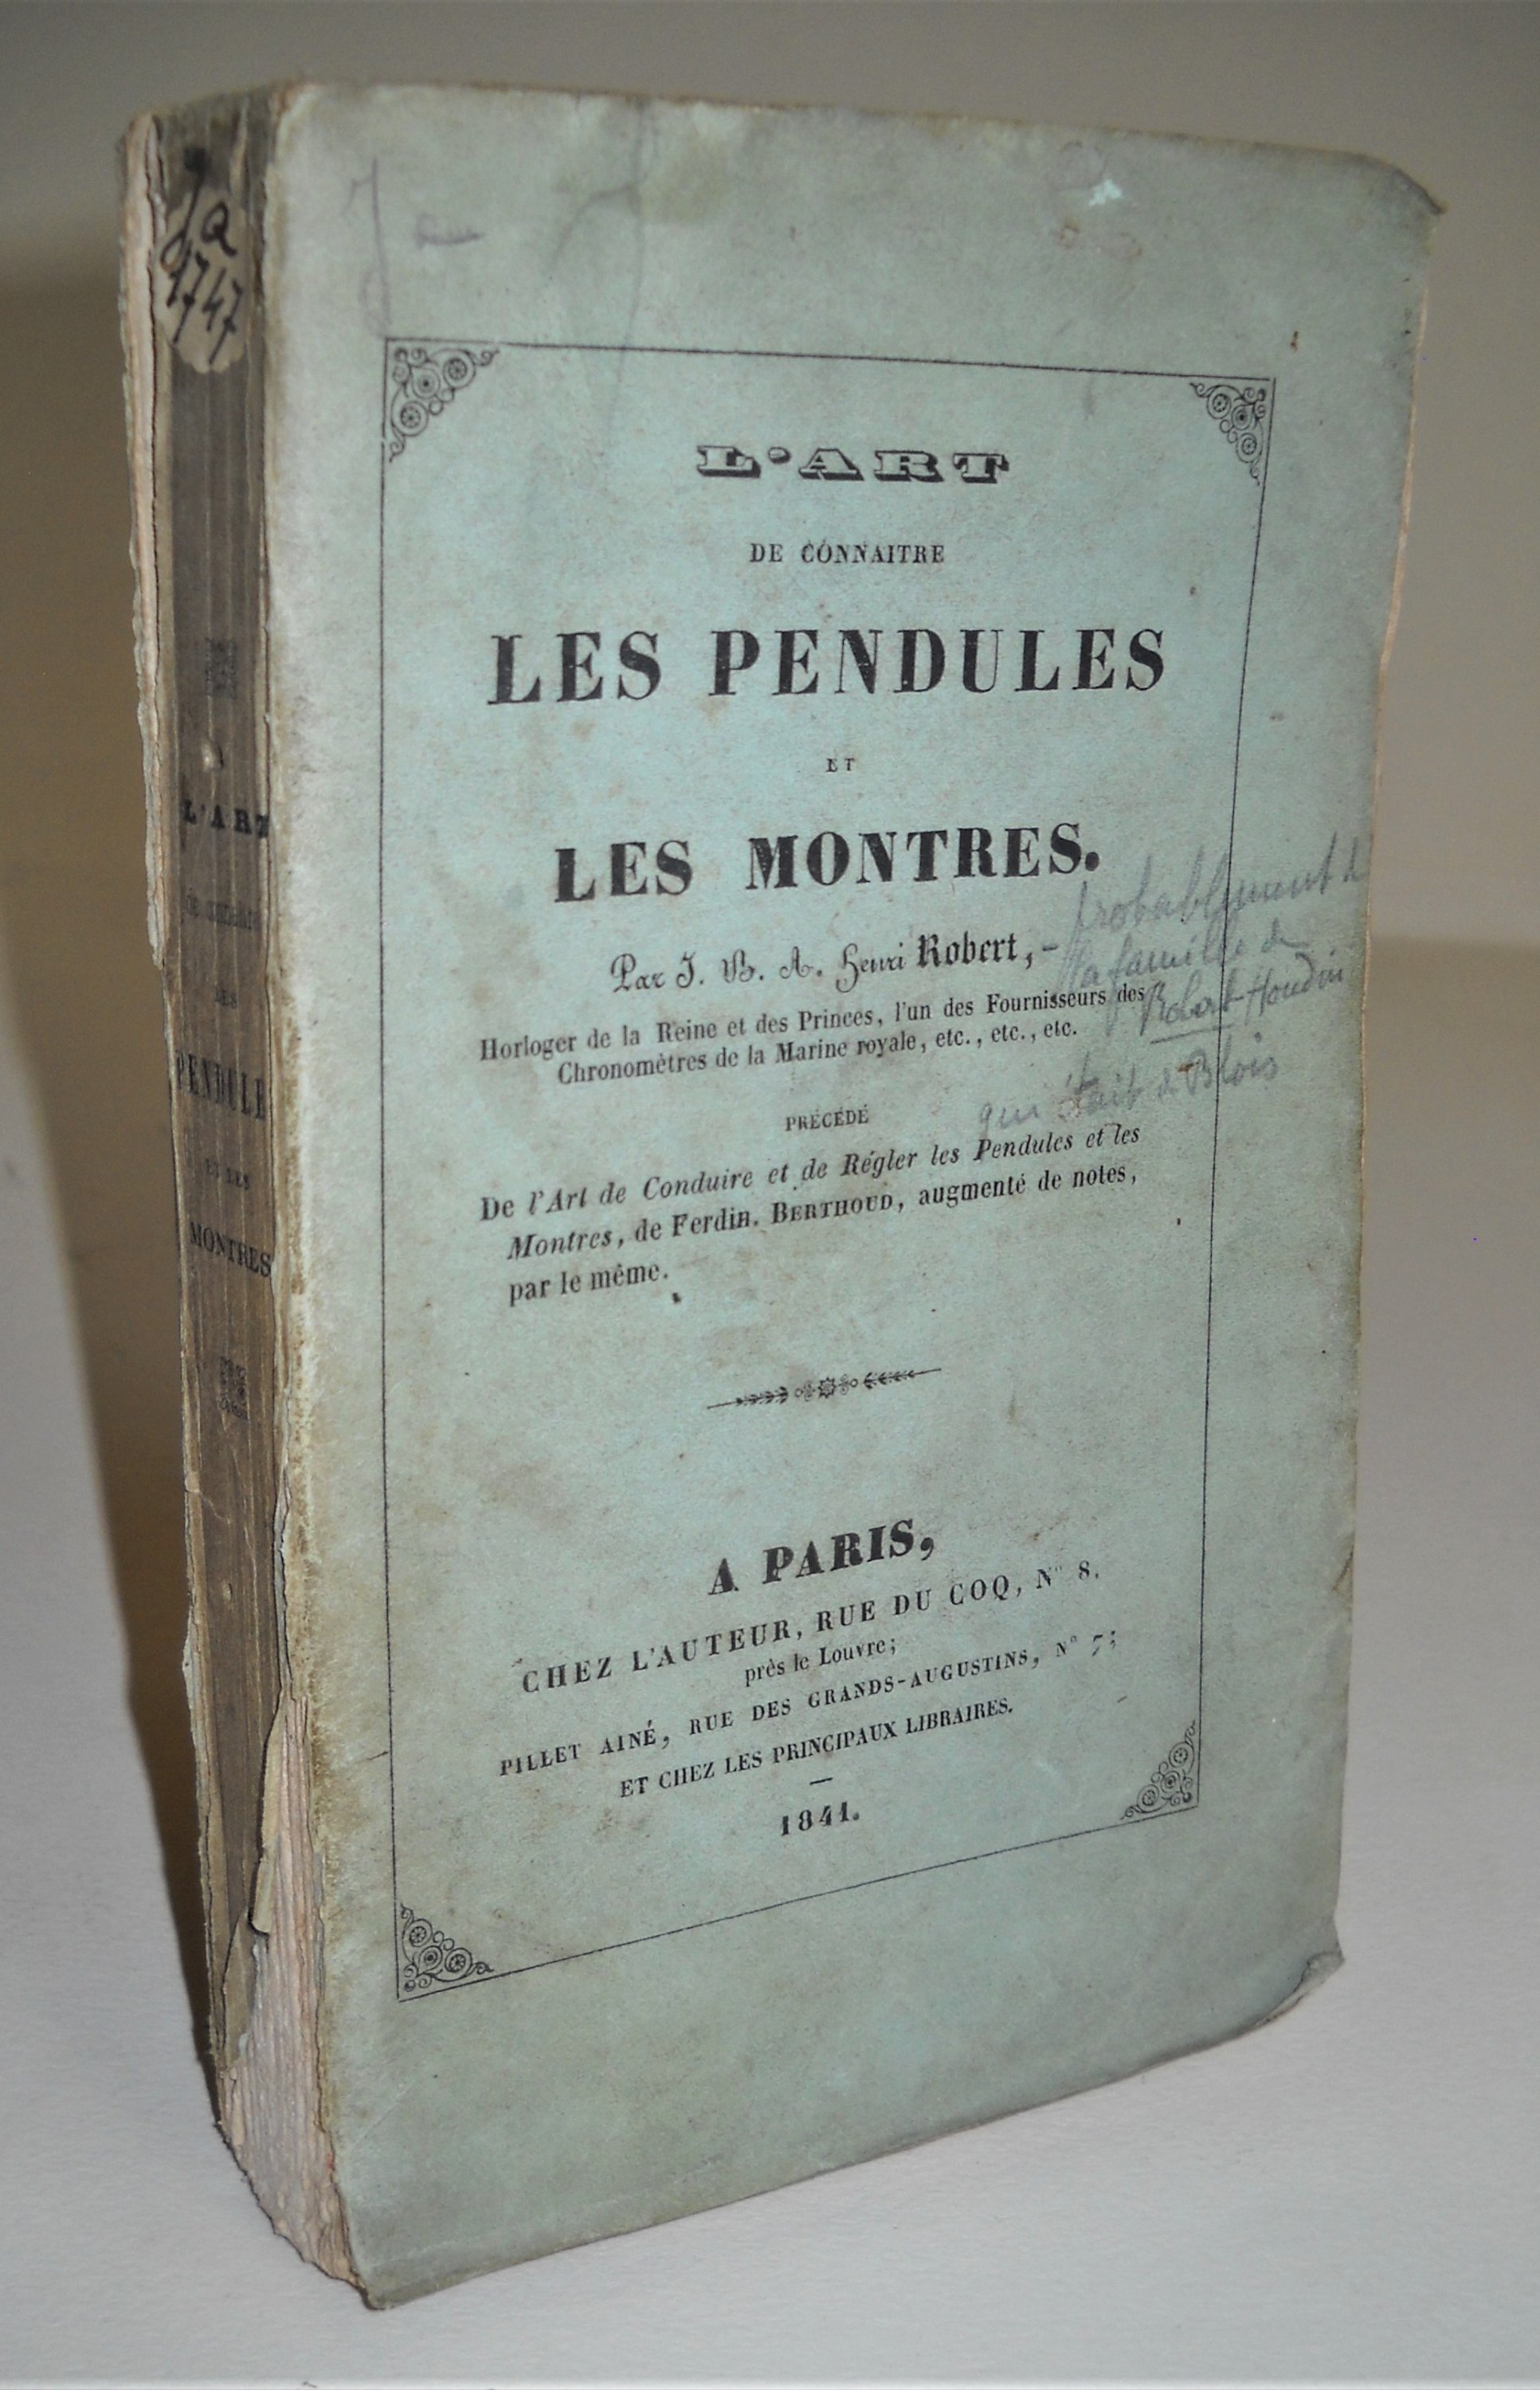 Ja
1747
L'ART
PENDULE
ET LES
MONTRES
L'ART
DE CONNAITRE
LES PENDULES
ET
LES MONTRES.
Par J. B. A. Henri Robert, – probablement de
la famille de
Robert-Houdin
qui était de Blois
Horloger de la Reine et des Princes, l'un des Fournisseurs des
Chronomètres de la Marine royale, etc., etc., etc.
PRÉCÉDÉ
De l'Art de Conduire et de Régler les Pendules et les
Montres, de Ferdin. BERTHOUD, augmenté de notes,
par le même.
A PARIS,
CHEZ L'AUTEUR, RUE DU COQ, N° 8.
près le Louvre;
PILLET AINÉ, RUE DES GRANDS-AUGUSTINS, N° 7;
ET CHEZ LES PRINCIPAUX LIBRAIRES.
1841.